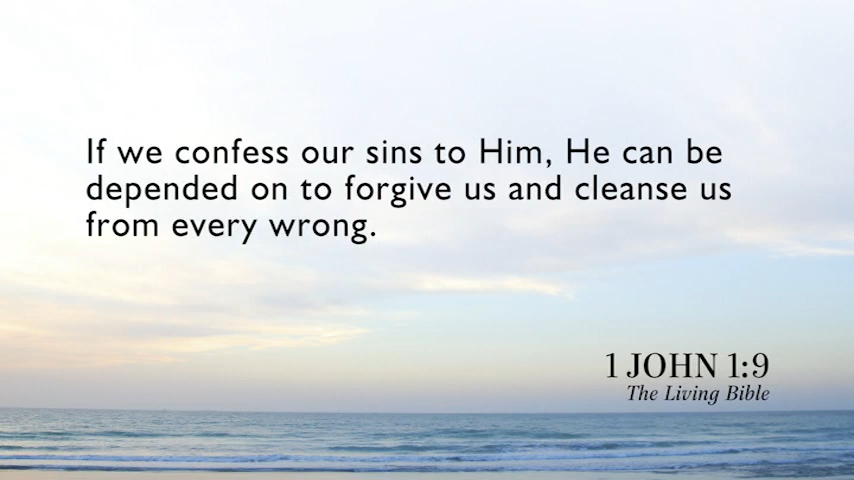 If we confess our sins to Him, He can be
depended on to forgive us and cleanse us
from every wrong.
1 JOHN 1:9
The Living Bible